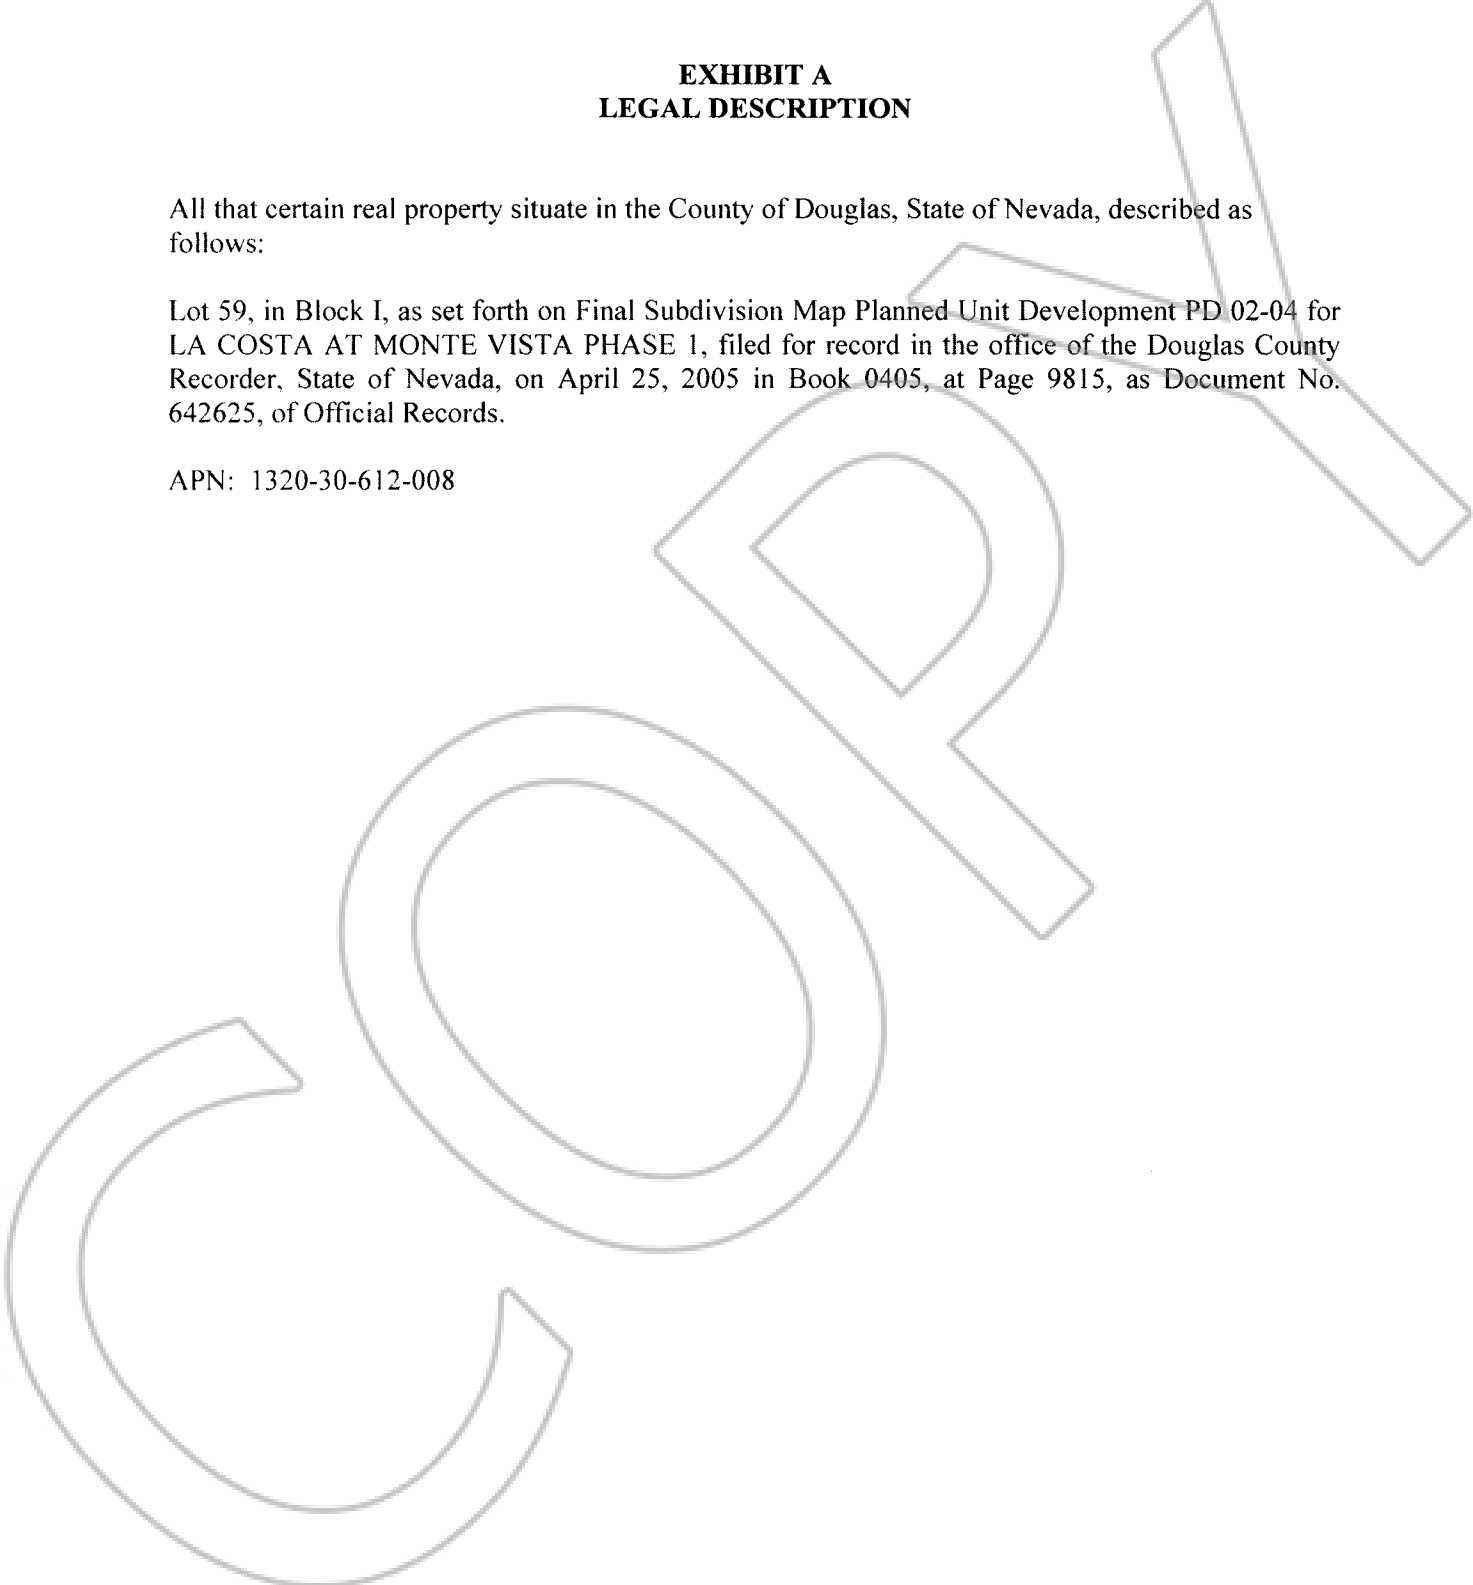 EXHIBIT A
LEGAL DESCRIPTION
All that certain real property situate in the County of Douglas, State of Nevada, described as
follows:
Lot 59, in Block I, as set forth on Final Subdivision Map Planned Unit Development PD 02-04 for
LA COSTA AT MONTE VISTA PHASE 1, filed for record in the office of the Douglas County
Recorder, State of Nevada, on April 25, 2005 in Book 0405, at Page 9815, as Document No.
642625, of Official Records.
APN: 1320-30-612-008
COPY